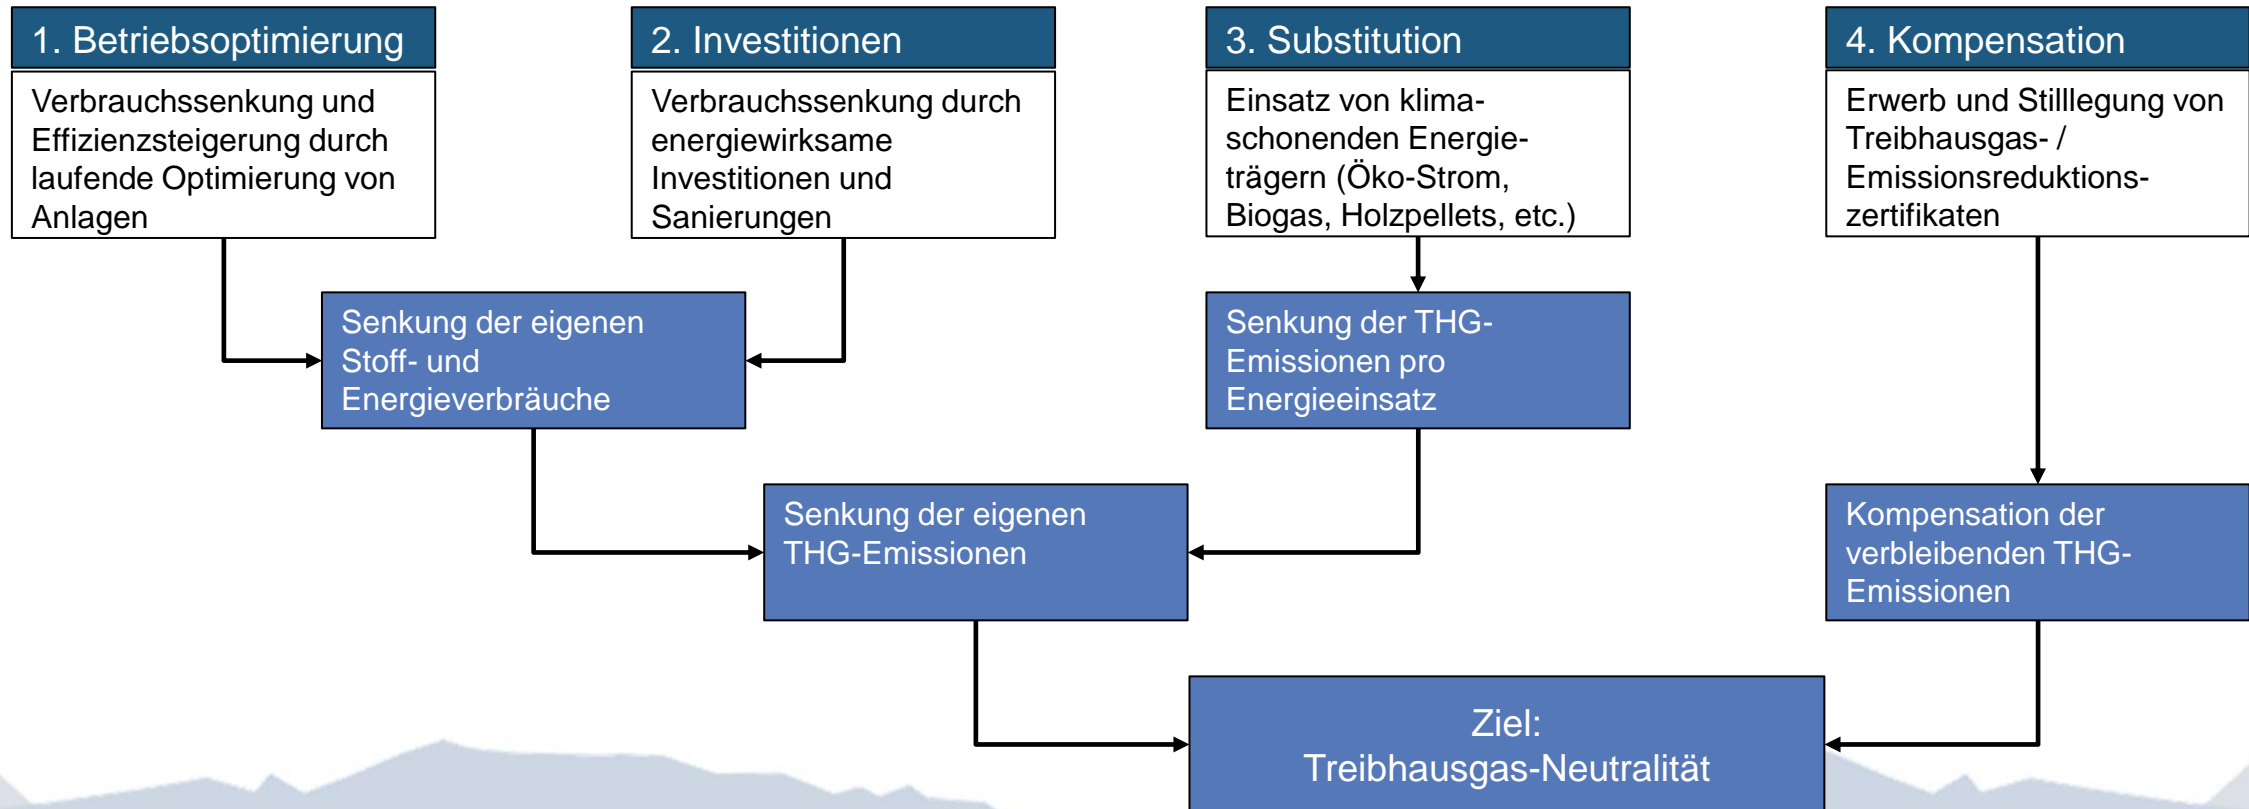 1. Betriebsoptimierung
Verbrauchssenkung und
Effizienzsteigerung durch
laufende Optimierung von
Anlagen
2. Investitionen
Verbrauchssenkung durch
energiewirksame
Investitionen und
Sanierungen
3. Substitution
Einsatz von klima-
schonenden Energie-
trägern (Öko-Strom,
Biogas, Holzpellets, etc.)
4. Kompensation
Erwerb und Stilllegung von
Treibhausgas- /
Emissionsreduktions-
zertifikaten
Senkung der eigenen
Stoff- und
Energieverbräuche
Senkung der THG-
Emissionen pro
Energieeinsatz
Senkung der eigenen
THG-Emissionen
Kompensation der
verbleibenden THG-
Emissionen
Ziel:
Treibhausgas-Neutralität